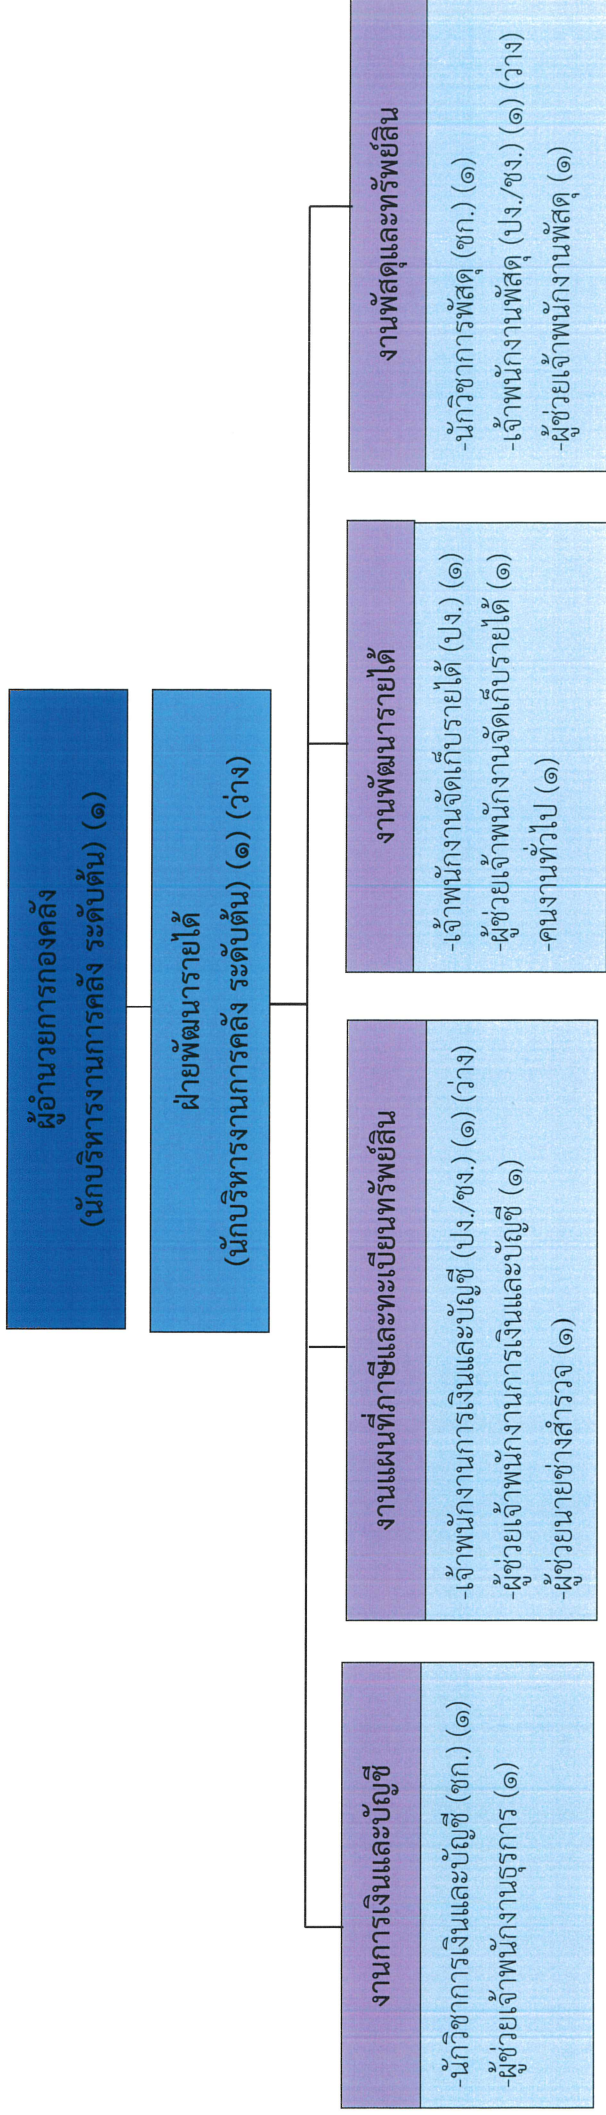 ผู้อำนวยการกองคลัง
(นักบริหารงานการคลัง ระดับต้น) (๑)
ฝ่ายพัฒนารายได้
(นักบริหารงานการคลัง ระดับต้น) (๑) (ว่าง)
งานการเงินและบัญชี
-นักวิชาการเงินและบัญชี (ชก.) (๑)
-ผู้ช่วยเจ้าพนักงานธุรการ (๑)
งานแผนที่ภาษีและทะเบียนทรัพย์สิน
-เจ้าพนักงานการเงินและบัญชี (ปง./ชง.) (๑) (ว่าง)
-ผู้ช่วยเจ้าพนักงานการเงินและบัญชี (๑)
-ผู้ช่วยนายช่างสำรวจ (๑)
งานพัฒนารายได้
-เจ้าพนักงานจัดเก็บรายได้ (ปง.) (๑)
-ผู้ช่วยเจ้าพนักงานจัดเก็บรายได้ (๑)
-คนงานทั่วไป (๑)
งานพัสดุและทรัพย์สิน
-นักวิชาการพัสดุ (ชก.) (๑)
-เจ้าพนักงานพัสดุ (ปง./ชง.) (๑) (ว่าง)
-ผู้ช่วยเจ้าพนักงานพัสดุ (๑)